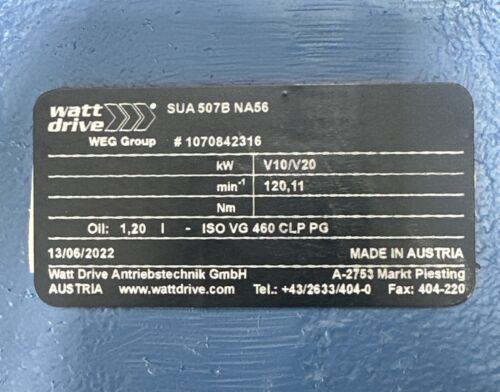 watt drive SUA 507B NA56
WEG Group # 1070842316
kW V10/V20
min-1 120,11
Nm
Oil: 1,20 l - ISO VG 460 CLP PG
13/06/2022 MADE IN AUSTRIA
Watt Drive Antriebstechnik GmbH A-2753 Markt Piesting
AUSTRIA www.wattdrive.com Tel.: +43/2633/404-0 Fax: 404-220